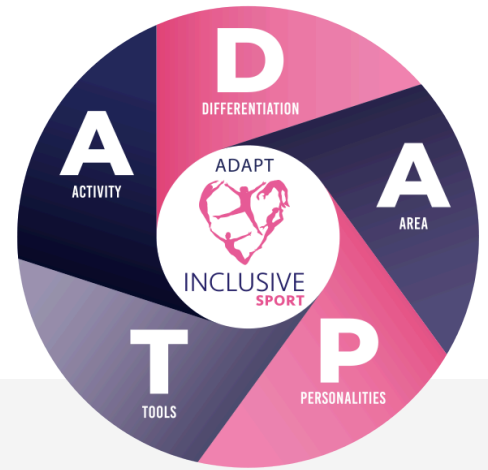 A
ACTIVITY
D
DIFFERENTIATION
A
AREA
P
PERSONALITIES
T
TOOLS
ADAPT
INCLUSIVE
SPORT